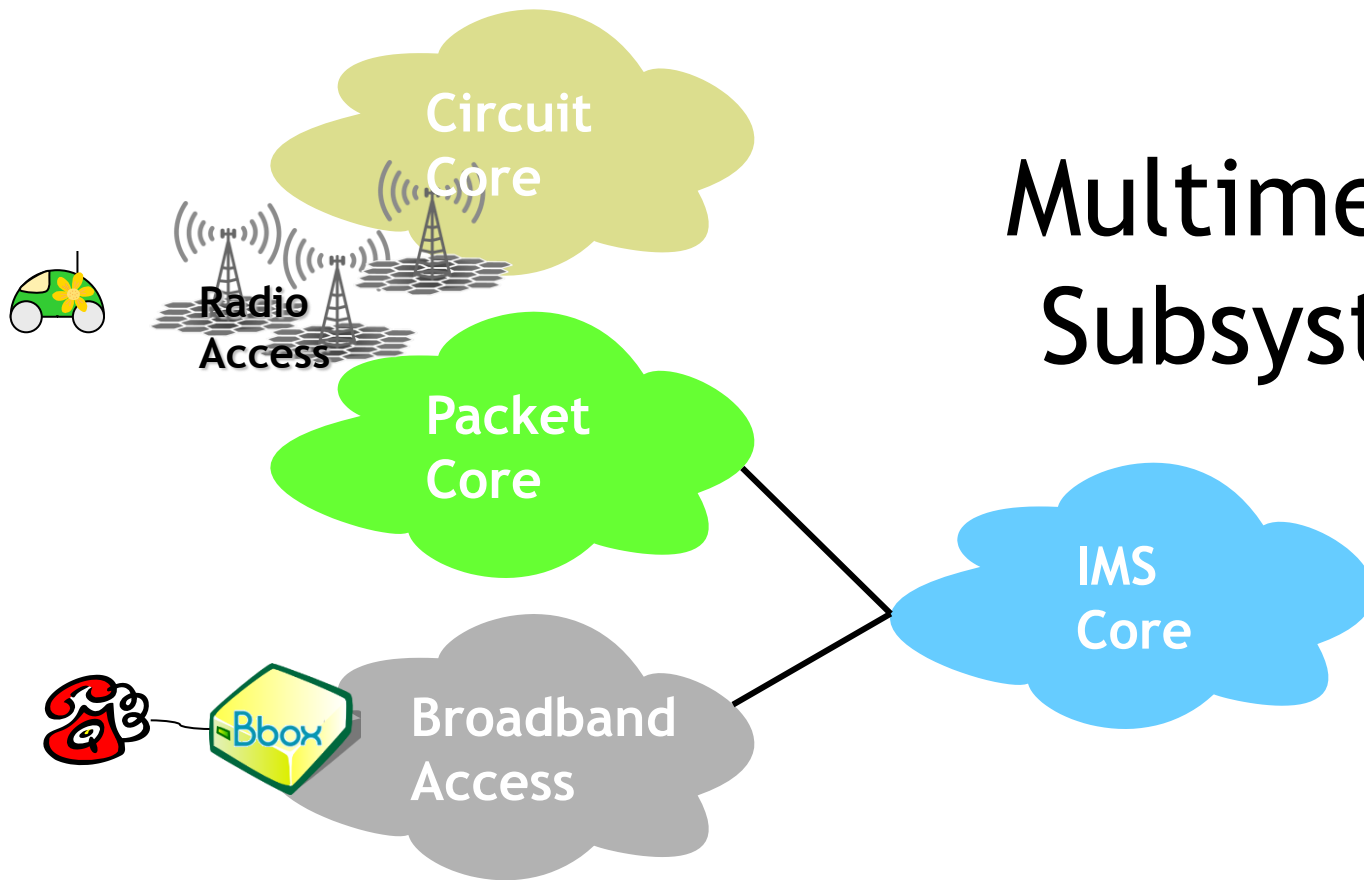 Circuit
Core
Multime
Subsyst
Radio
Access
Packet
Core
IMS
Core
Bbox
Broadband
Access